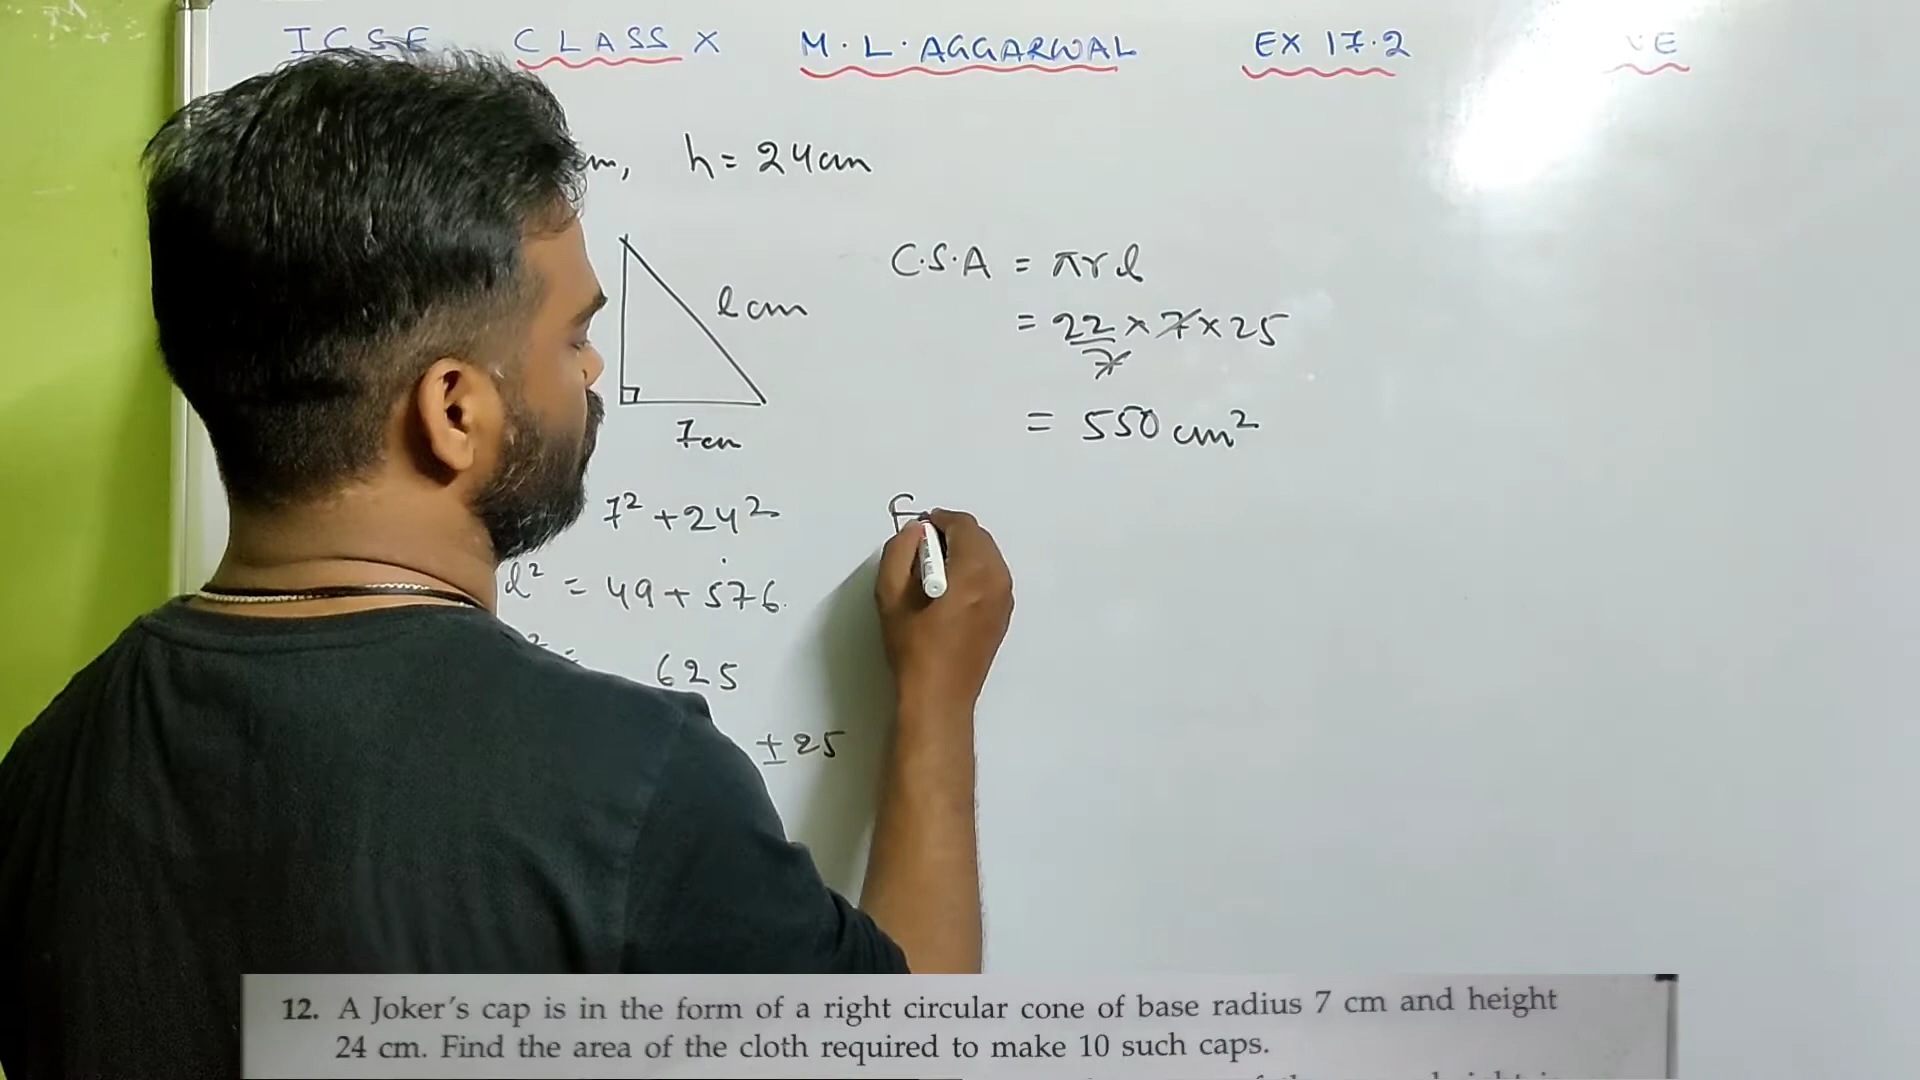 ICSE CLASS X M.L.AGGARWAL EX 17.2
cm, h = 24cm
l cm
7cm
7² + 24²
l² = 49 + 576
625
± 25
C.S.A = πrl
= 22/7 × 7 × 25
= 550 cm²
12. A Joker's cap is in the form of a right circular cone of base radius 7 cm and height
24 cm. Find the area of the cloth required to make 10 such caps.